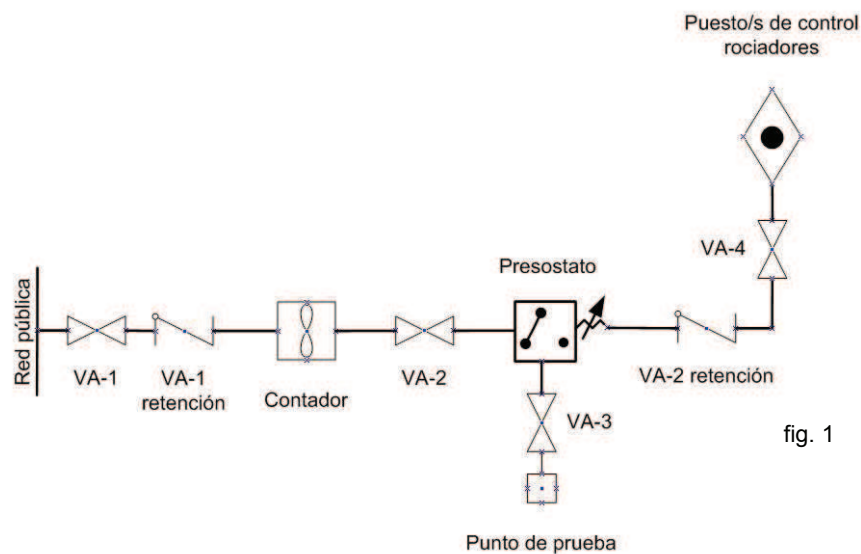 Puesto/s de control
rociadores
VA-4
Presostato
Red pública
VA-1
VA-1
retención
Contador
VA-2
VA-2 retención
VA-3
fig. 1
Punto de prueba